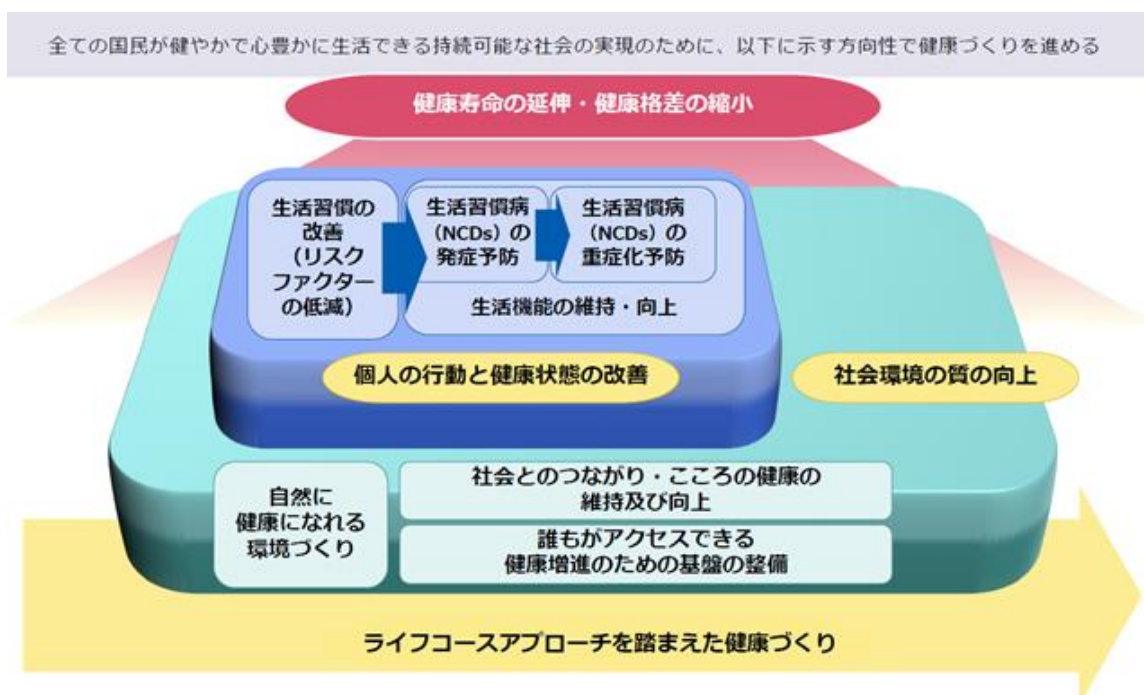 全ての国民が健やかで心豊かに生活できる持続可能な社会の実現のために、以下に示す方向性で健康づくりを進める
健康寿命の延伸・健康格差の縮小
生活習慣の
改善
（リスク
ファクター
の低減）
生活習慣病
（NCDs）の
発症予防
生活習慣病
（NCDs）の
重症化予防
生活機能の維持・向上
個人の行動と健康状態の改善
社会環境の質の向上
自然に
健康になれる
環境づくり
社会とのつながり・こころの健康の
維持及び向上
誰もがアクセスできる
健康増進のための基盤の整備
ライフコースアプローチを踏まえた健康づくり